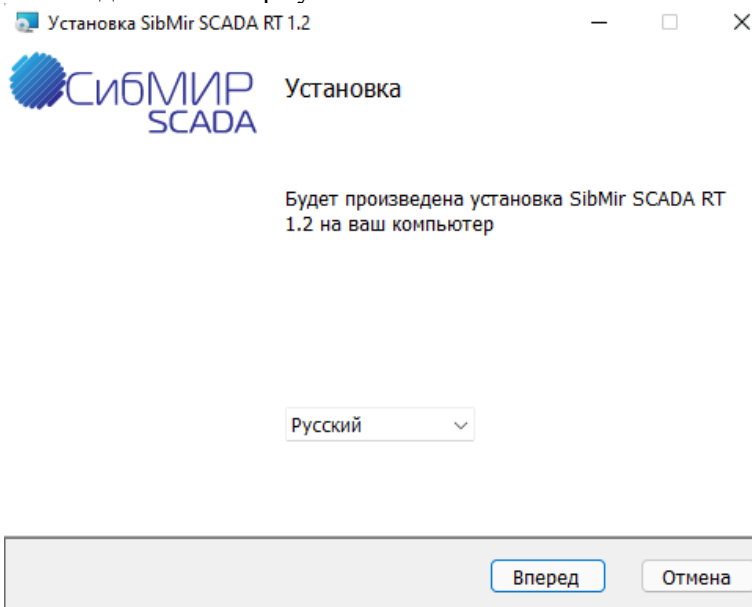 Установка SibMir SCADA RT 1.2
СибМИР
SCADA
Установка
Будет произведена установка SibMir SCADA RT
1.2 на ваш компьютер
Русский
Вперед
Отмена